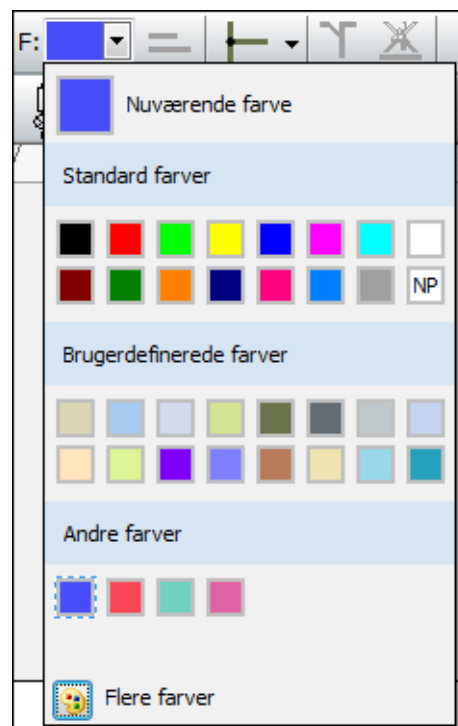 F:
Nuværende farve
Standard farver
NP
Brugerdefinerede farver
Andre farver
Flere farver